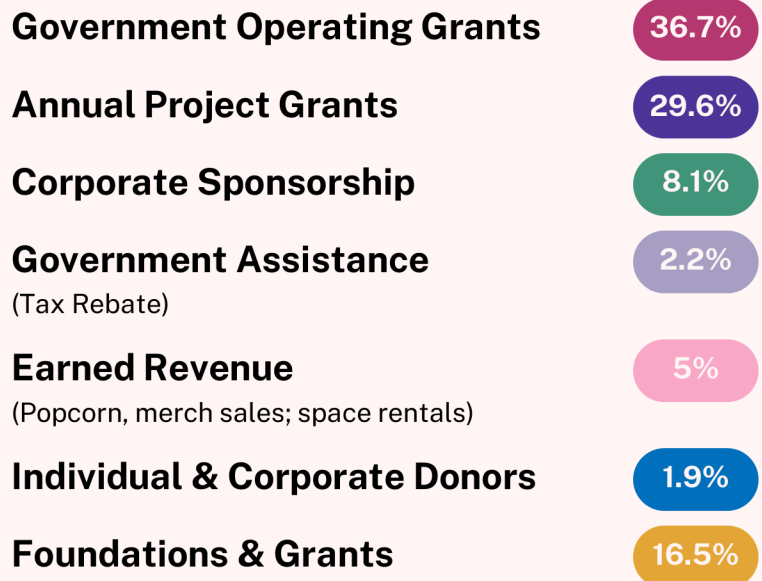 Government Operating Grants 36.7%
Annual Project Grants 29.6%
Corporate Sponsorship 8.1%
Government Assistance 2.2%
(Tax Rebate)
Earned Revenue 5%
(Popcorn, merch sales; space rentals)
Individual & Corporate Donors 1.9%
Foundations & Grants 16.5%